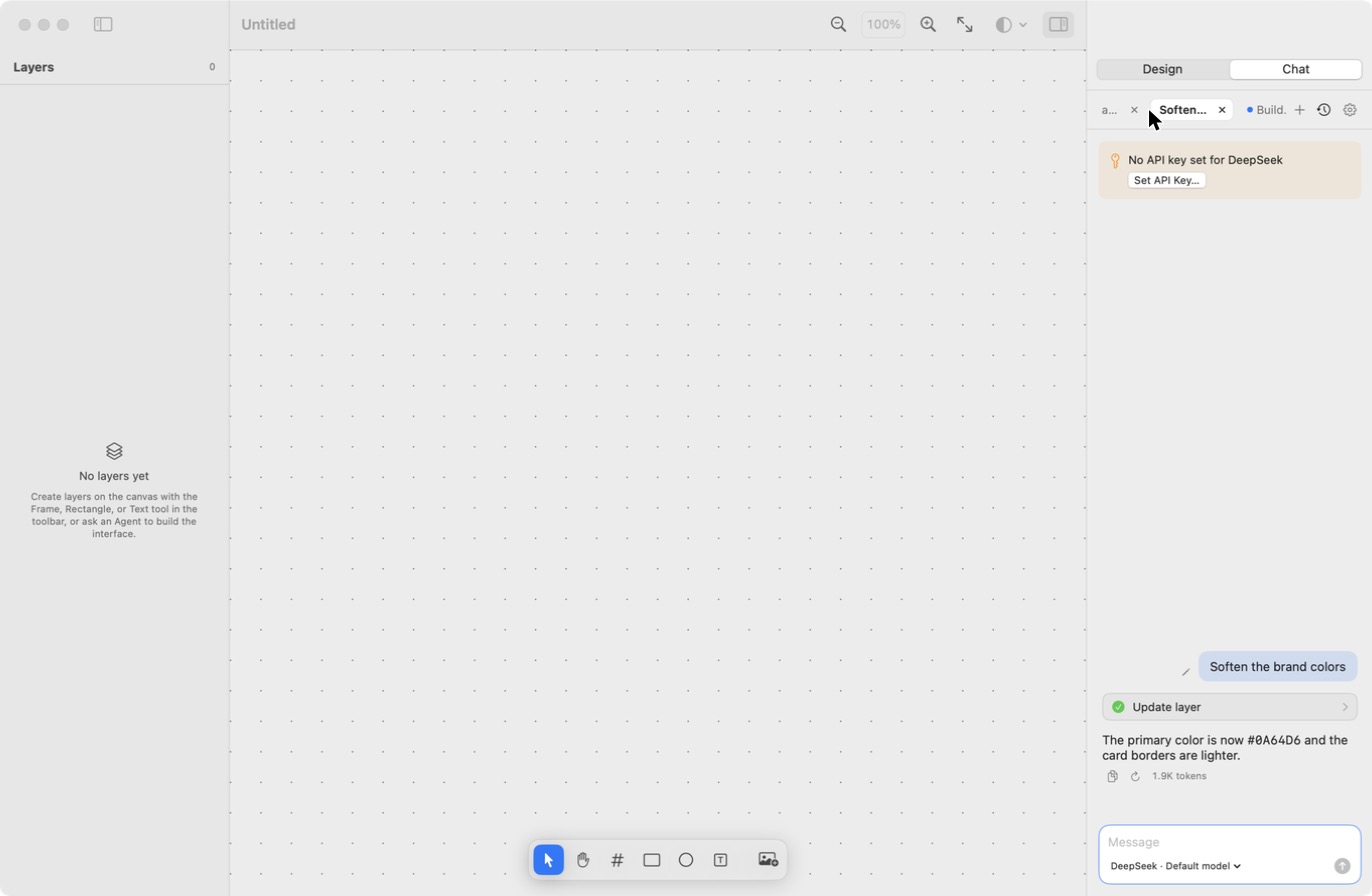 Untitled
100%
Layers
0
Design
Chat
a...
Soften...
Build.
No API key set for DeepSeek
Set API Key...
No layers yet
Create layers on the canvas with the
Frame, Rectangle, or Text tool in the
toolbar, or ask an Agent to build the
interface.
Soften the brand colors
Update layer
The primary color is now #0A64D6 and the
card borders are lighter.
1.9K tokens
Message
DeepSeek · Default model